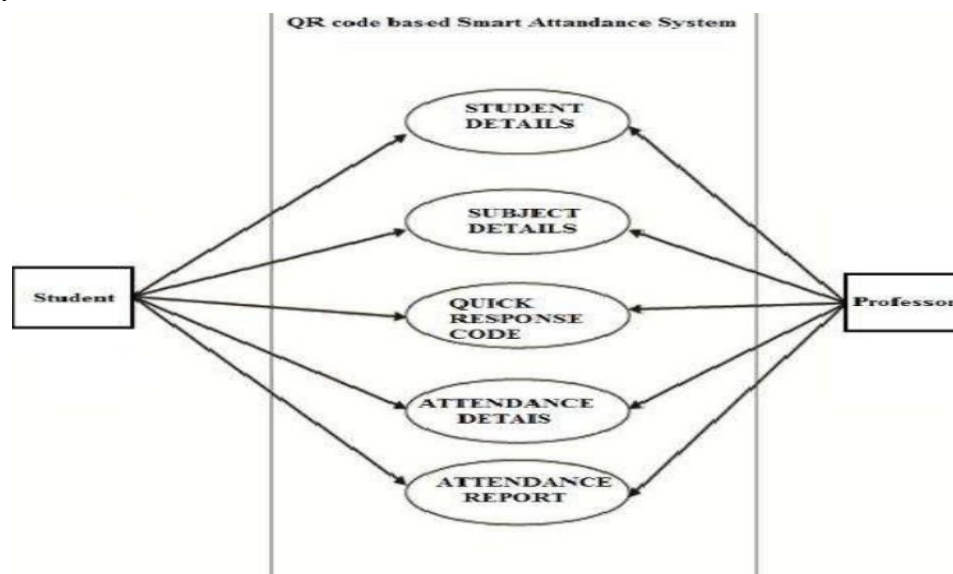 QR code based Smart Attandance System
STUDENT
DETAILS
SUBJECT
DETAILS
Student
QUICK
RESPONSE
CODE
Professor
ATTENDANCE
DETAIS
ATTENDANCE
REPORT